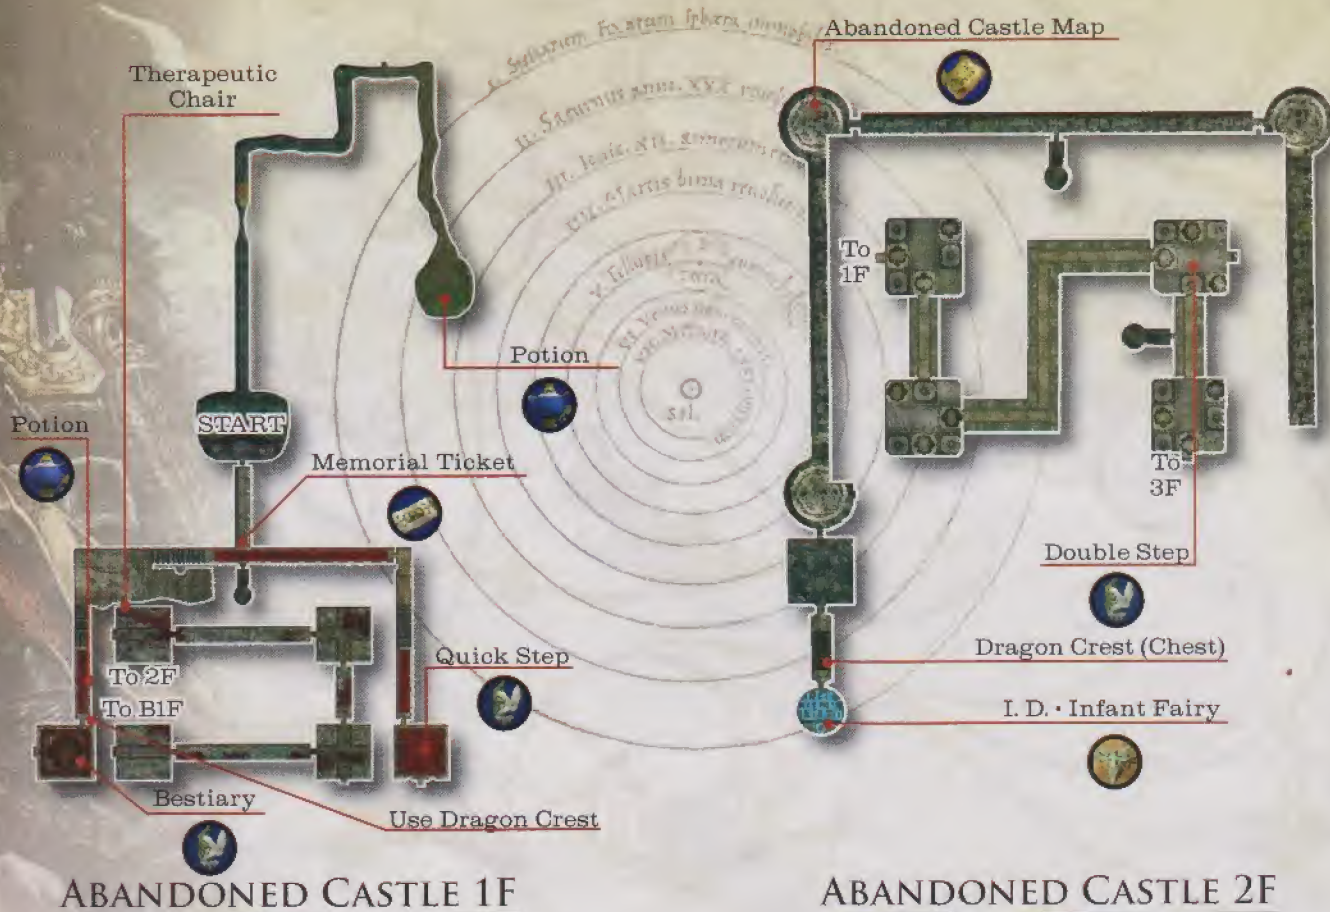 Therapeutic
Chair
Potion
START
Potion
Memorial Ticket
To 2F
To B1F
Quick Step
Bestiary
Use Dragon Crest
ABANDONED CASTLE 1F
Abandoned Castle Map
To
1F
To
3F
Double Step
Dragon Crest (Chest)
I. D. · Infant Fairy
ABANDONED CASTLE 2F
Sol.